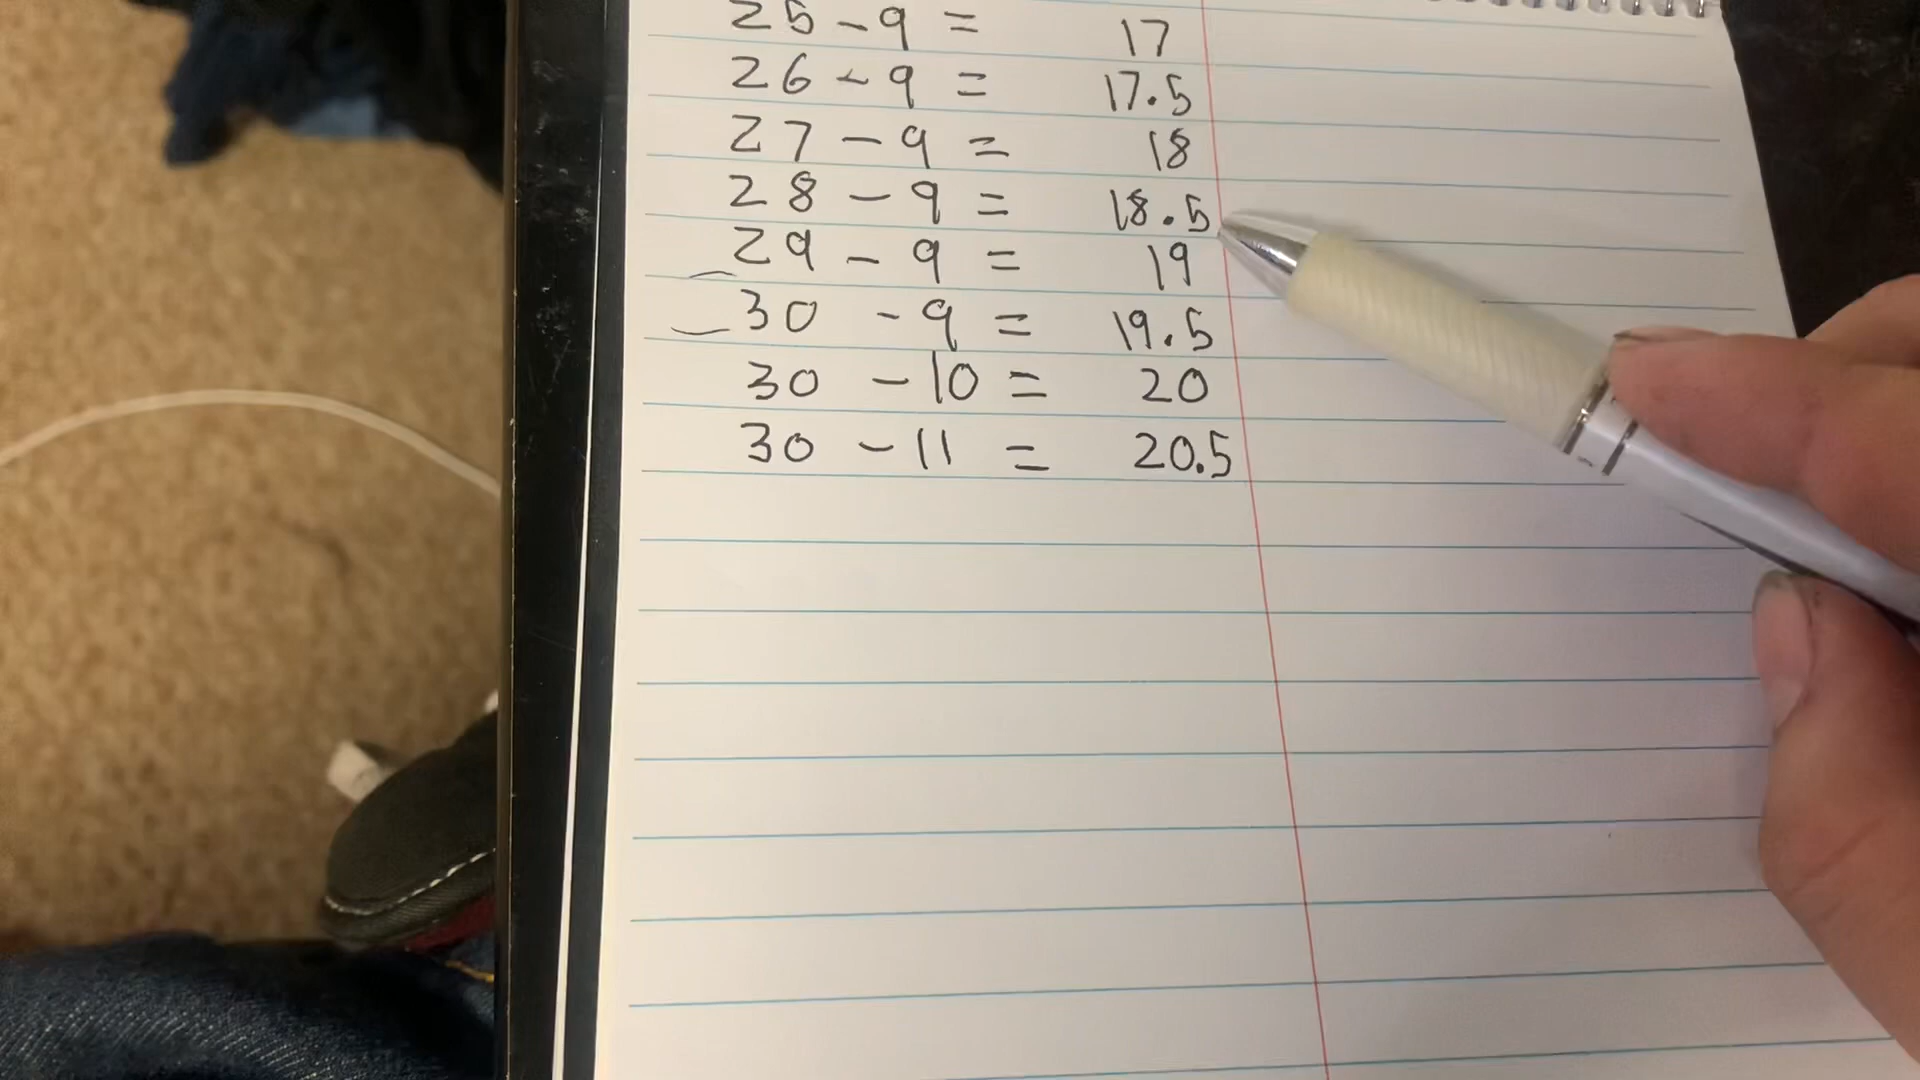 25 - 9 = 17
26 - 9 = 17.5
27 - 9 = 18
28 - 9 = 18.5
29 - 9 = 19
30 - 9 = 19.5
30 - 10 = 20
30 - 11 = 20.5